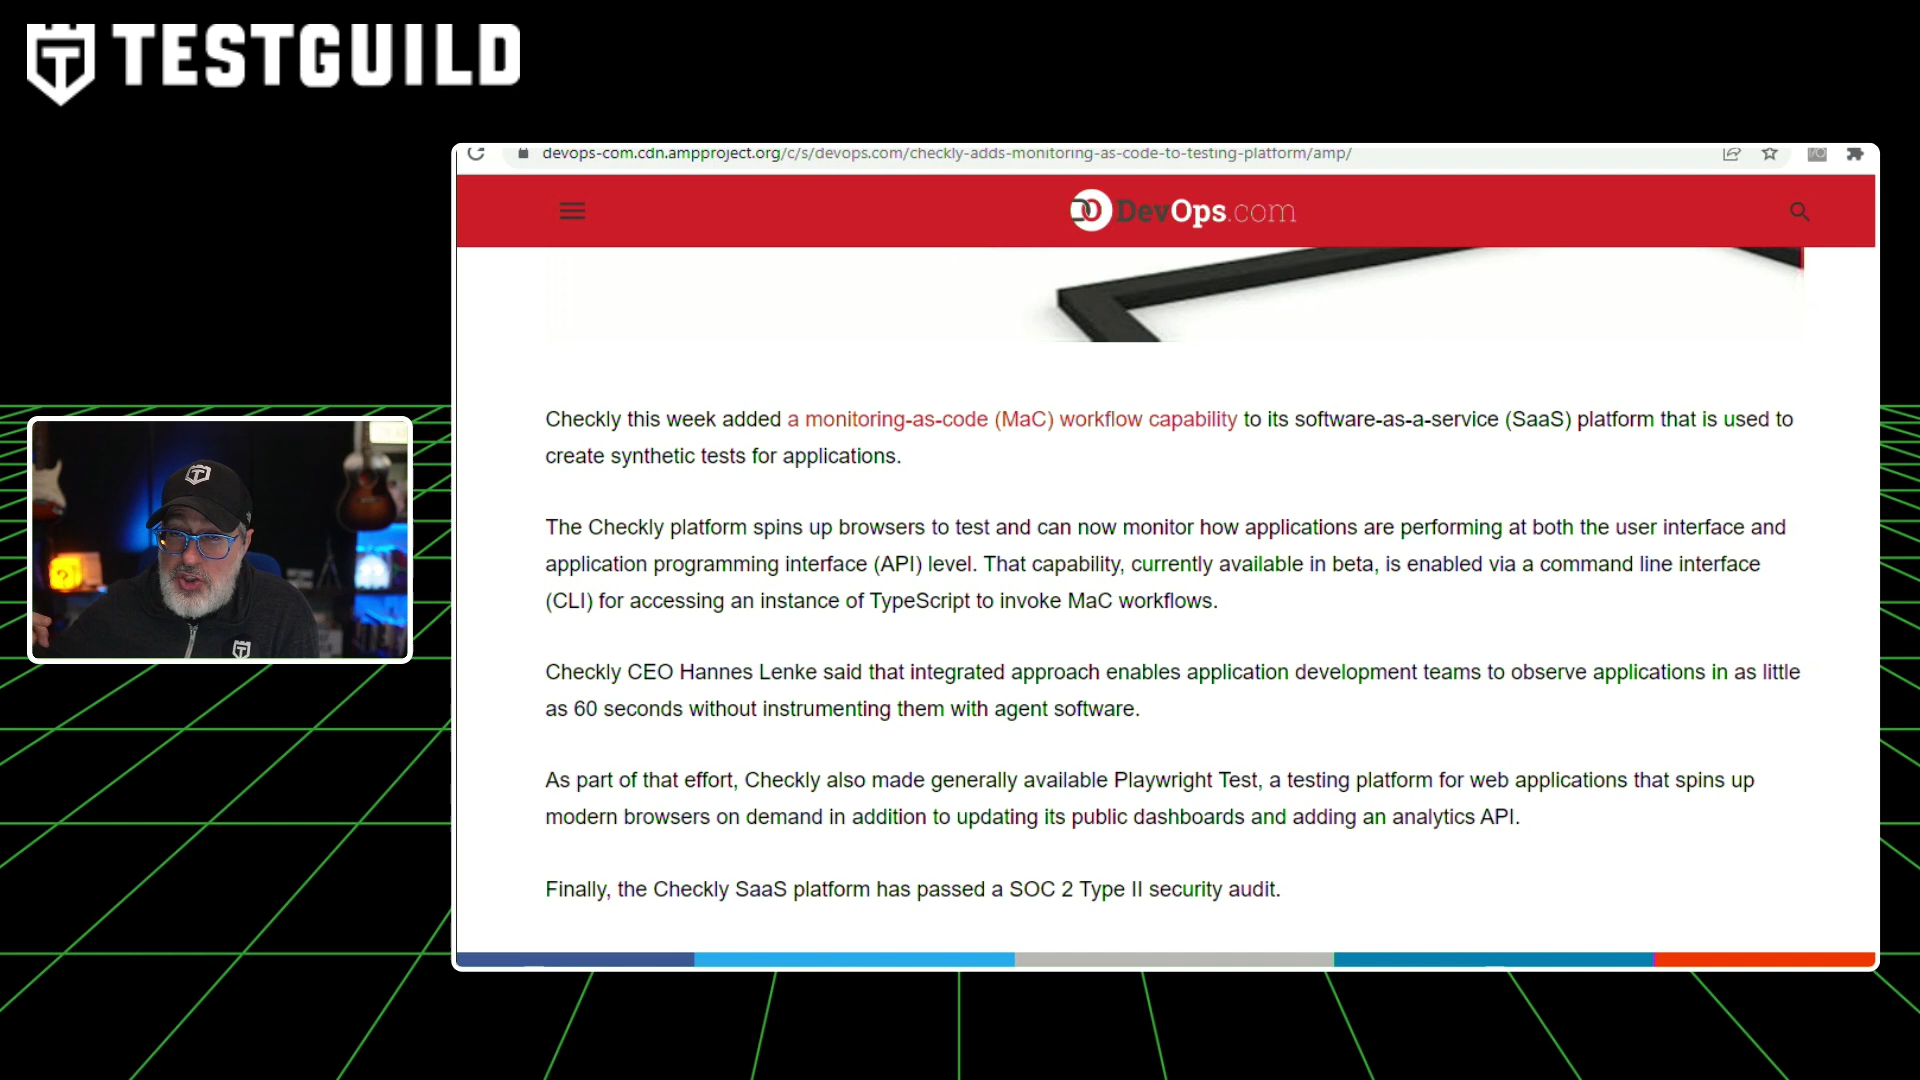 TESTGUILD
devops-com.cdn.ampproject.org/c/s/devops.com/checkly-adds-monitoring-as-code-to-testing-platform/amp/
DevOps.com
Checkly this week added a monitoring-as-code (MaC) workflow capability to its software-as-a-service (SaaS) platform that is used to
create synthetic tests for applications.
The Checkly platform spins up browsers to test and can now monitor how applications are performing at both the user interface and
application programming interface (API) level. That capability, currently available in beta, is enabled via a command line interface
(CLI) for accessing an instance of TypeScript to invoke MaC workflows.
Checkly CEO Hannes Lenke said that integrated approach enables application development teams to observe applications in as little
as 60 seconds without instrumenting them with agent software.
As part of that effort, Checkly also made generally available Playwright Test, a testing platform for web applications that spins up
modern browsers on demand in addition to updating its public dashboards and adding an analytics API.
Finally, the Checkly SaaS platform has passed a SOC 2 Type II security audit.